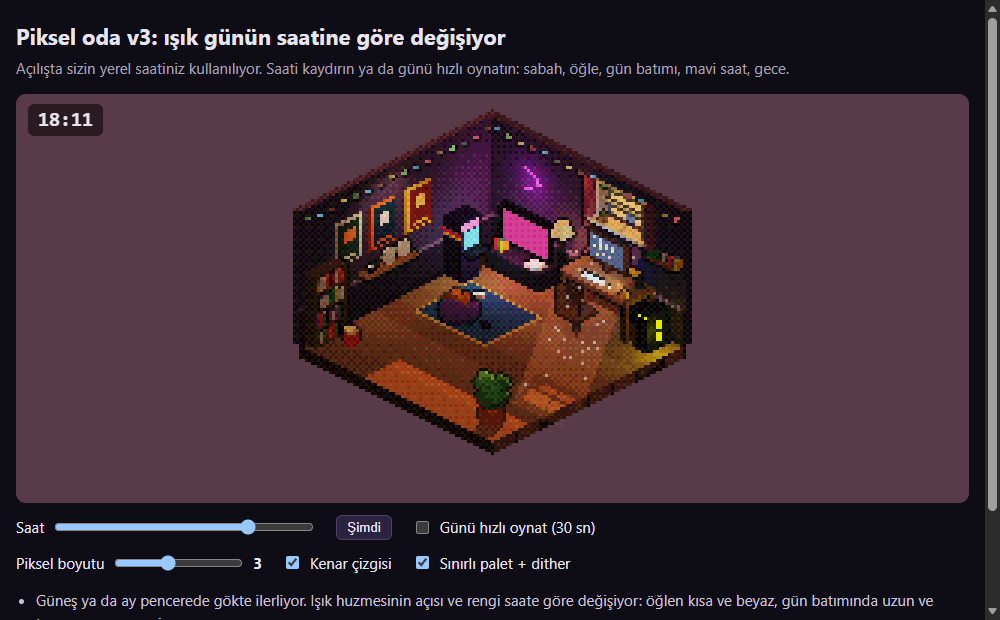 Piksel oda v3: ışık günün saatine göre değişiyor
Açılışta sizin yerel saatiniz kullanılıyor. Saati kaydırın ya da günü hızlı oynatın: sabah, öğle, gün batımı, mavi saat, gece.
18:11
Saat Şimdi Günü hızlı oynat (30 sn)
Piksel boyutu 3 Kenar çizgisi Sınırlı palet + dither
• Güneş ya da ay pencerede gökte ilerliyor. Işık huzmesinin açısı ve rengi saate göre değişiyor: öğlen kısa ve beyaz, gün batımında uzun ve